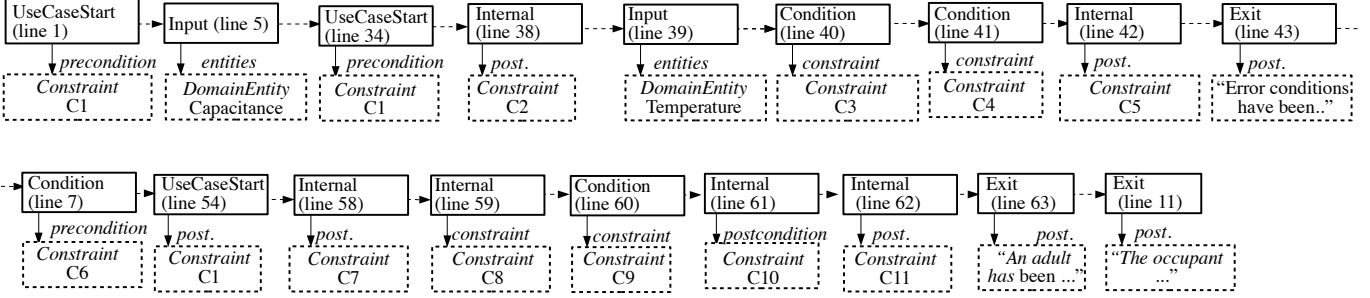 UseCaseStart
(line 1)
Input (line 5)
UseCaseStart
(line 34)
Internal
(line 38)
Input
(line 39)
Condition
(line 40)
Condition
(line 41)
Internal
(line 42)
Exit
(line 43)
precondition
entities
precondition
post.
entities
constraint
constraint
post.
post.
Constraint
C1
DomainEntity
Capacitance
Constraint
C1
Constraint
C2
DomainEntity
Temperature
Constraint
C3
Constraint
C4
Constraint
C5
“Error conditions
have been..”
Condition
(line 7)
UseCaseStart
(line 54)
Internal
(line 58)
Internal
(line 59)
Condition
(line 60)
Internal
(line 61)
Internal
(line 62)
Exit
(line 63)
Exit
(line 11)
precondition
post.
post.
constraint
constraint
postcondition
post.
post.
post.
Constraint
C6
Constraint
C1
Constraint
C7
Constraint
C8
Constraint
C9
Constraint
C10
Constraint
C11
“An adult
has been ...”
“The occupant
...”